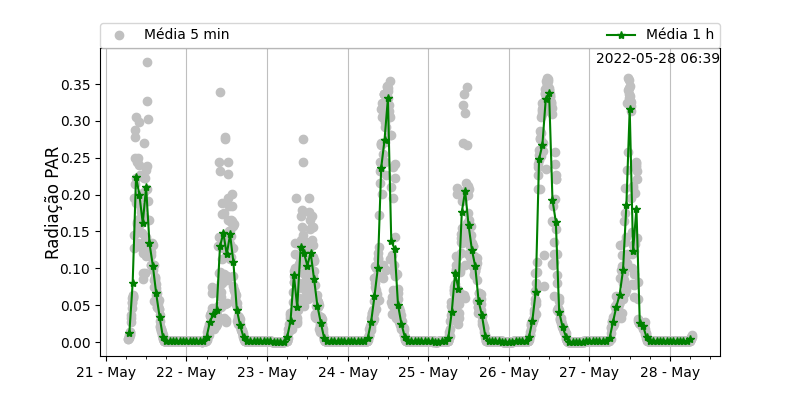 Média 5 min
Média 1 h
2022-05-28 06:39
Radiação PAR
0.35
0.30
0.25
0.20
0.15
0.10
0.05
0.00
21 - May
22 - May
23 - May
24 - May
25 - May
26 - May
27 - May
28 - May